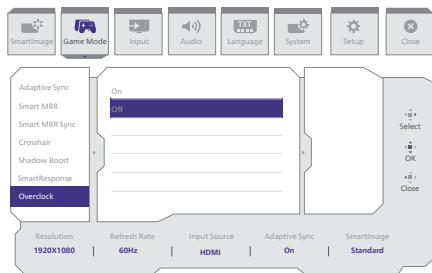 SmartImage
Game Mode
Input
Audio
TXT
Language
System
Setup
Close
Adaptive Sync
Smart MBR
Smart MBR Sync
Crosshair
Shadow Boost
SmartResponse
Overclock
On
Off
Select
OK
Close
Resolution
Refresh Rate
Input Source
Adaptive Sync
SmartImage
1920X1080 | 60Hz | HDMI | On | Standard